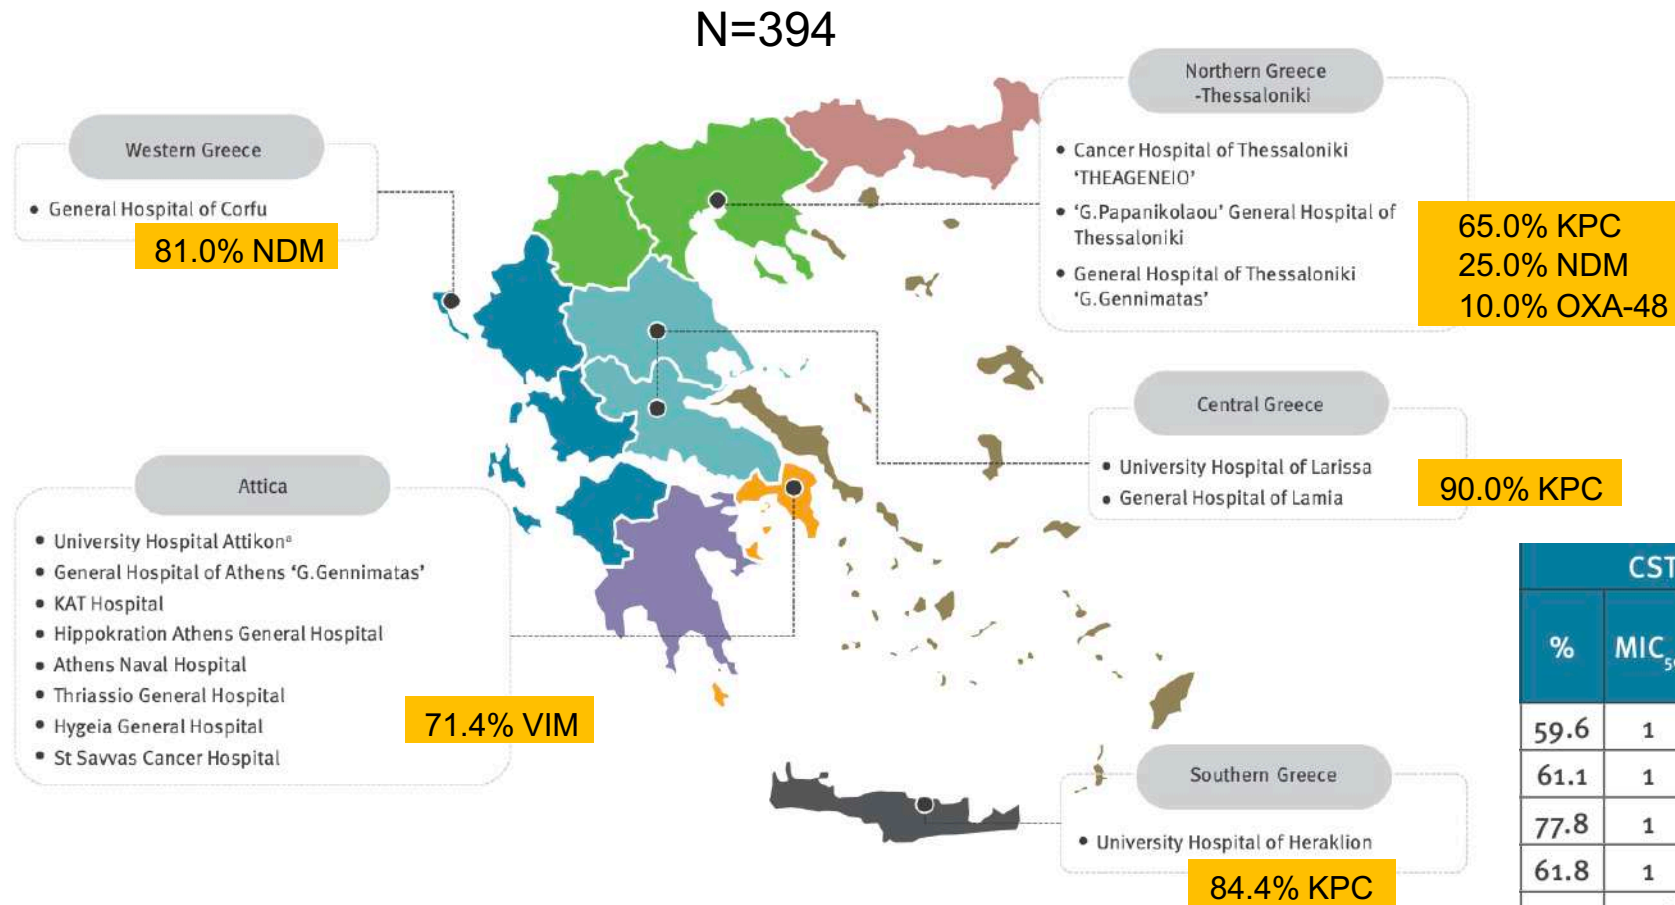 N=394
Western Greece
• General Hospital of Corfu
81.0% NDM
Northern Greece
-Thessaloniki
• Cancer Hospital of Thessaloniki
'THEAGENEIO'
• 'G.Papanikolaou' General Hospital of
Thessaloniki
• General Hospital of Thessaloniki
'G.Gennimatas'
65.0% KPC
25.0% NDM
10.0% OXA-48
Central Greece
• University Hospital of Larissa
• General Hospital of Lamia
90.0% KPC
Attica
• University Hospital Attikonª
• General Hospital of Athens 'G.Gennimatas'
• KAT Hospital
• Hippokration Athens General Hospital
• Athens Naval Hospital
• Thriassio General Hospital
• Hygeia General Hospital
• St Savvas Cancer Hospital
71.4% VIM
Southern Greece
• University Hospital of Heraklion
84.4% KPC
CST
% MIC
59.6 1
61.1 1
77.8 1
61.8 1